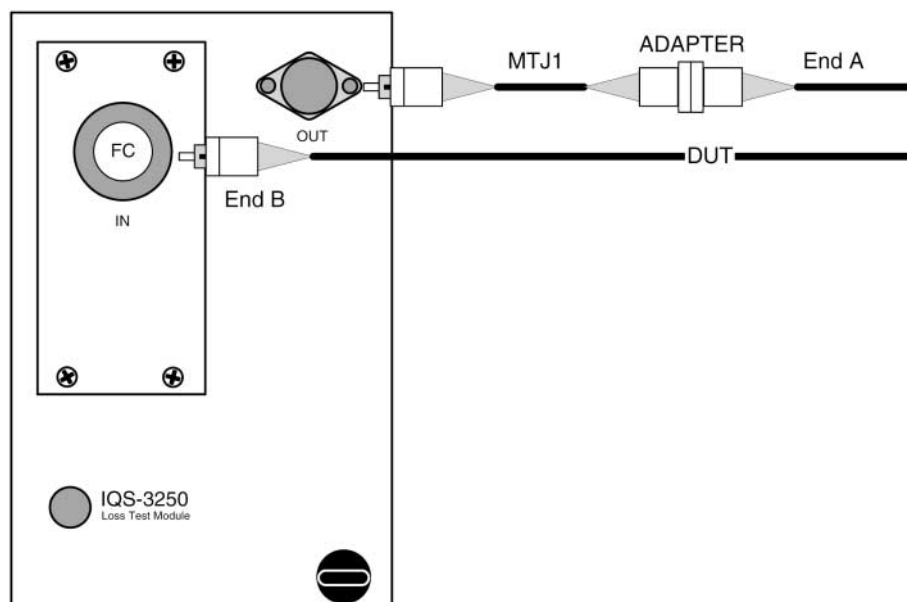 MTJ1
ADAPTER
End A
OUT
FC
IN
End B
DUT
IQS-3250
Loss Test Module